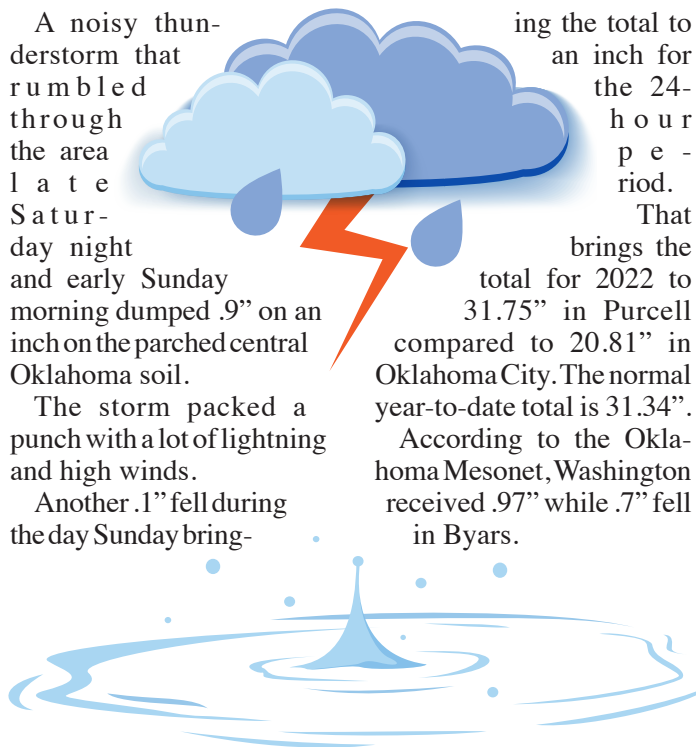 A noisy thun-
derstorm that
rumbled
through
the area
late
Satur-
day night
and early Sunday
morning dumped .9” on an
inch on the parched central
Oklahoma soil.
The storm packed a
punch with a lot of lightning
and high winds.
Another .1” fell during
the day Sunday bring-
ing the total to
an inch for
the 24-
hour
pe-
riod.
That
brings the
total for 2022 to
31.75” in Purcell
compared to 20.81” in
Oklahoma City. The normal
year-to-date total is 31.34”.
According to the Okla-
homa Mesonet, Washington
received .97” while .7” fell
in Byars.